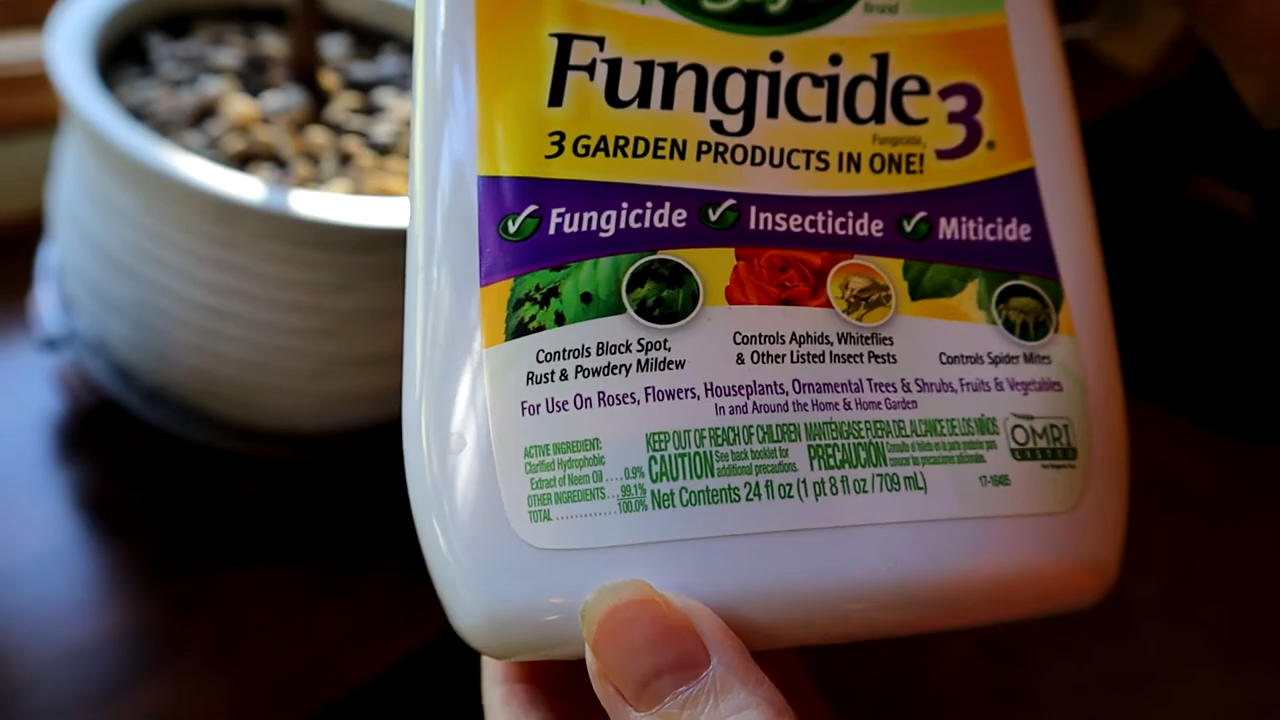 Brand
Fungicide 3®
Fungicide,
3 GARDEN PRODUCTS IN ONE!
Fungicide Insecticide Miticide
Controls Black Spot,
Rust & Powdery Mildew
Controls Aphids, Whiteflies
& Other Listed Insect Pests
Controls Spider Mites
For Use On Roses, Flowers, Houseplants, Ornamental Trees & Shrubs, Fruits & Vegetables
In and Around the Home & Home Garden
ACTIVE INGREDIENT:
Clarified Hydrophobic
Extract of Neem Oil ....0.9%
OTHER INGREDIENTS...99.1%
TOTAL .............100.0%
KEEP OUT OF REACH OF CHILDREN
CAUTION See back booklet for
additional precautions.
MANTÉNGASE FUERA DEL ALCANCE DE LOS NIÑOS
PRECAUCIÓN
Net Contents 24 fl oz (1 pt 8 fl oz /709 mL)
17-16485
OMRI
LISTED